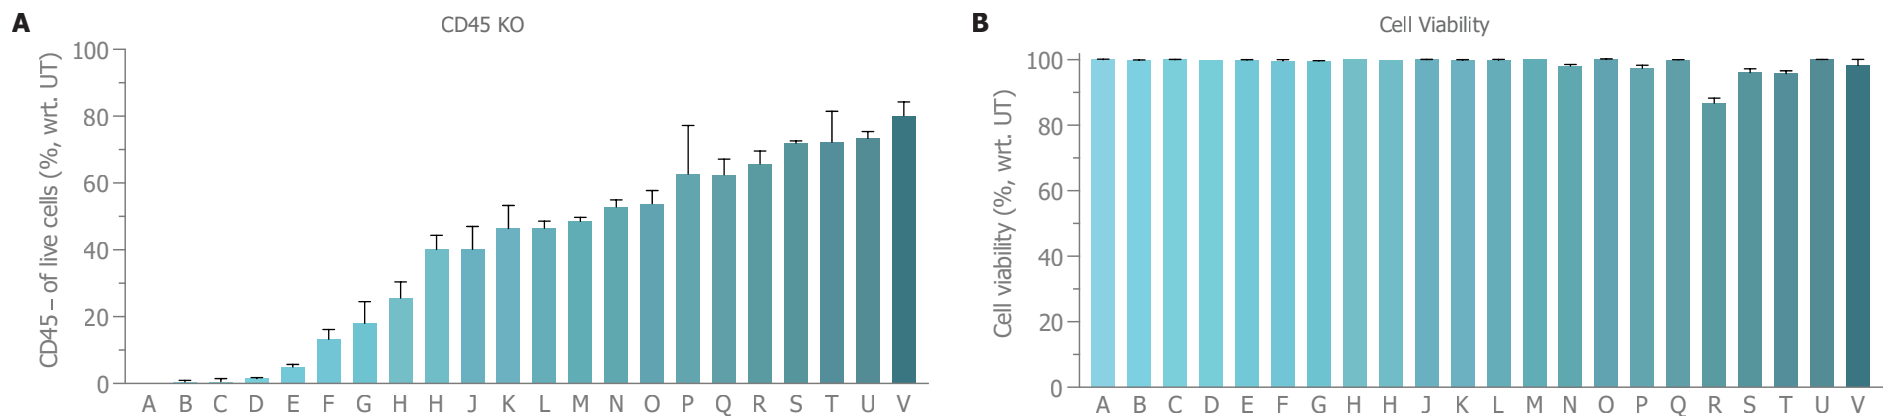 A
CD45 KO
CD45 – of live cells (%, wrt. UT)
100
80
60
40
20
0
A B C D E F G H H J K L M N O P Q R S T U V
B
Cell Viability
Cell viability (%, wrt. UT)
100
80
60
40
20
0
A B C D E F G H H J K L M N O P Q R S T U V